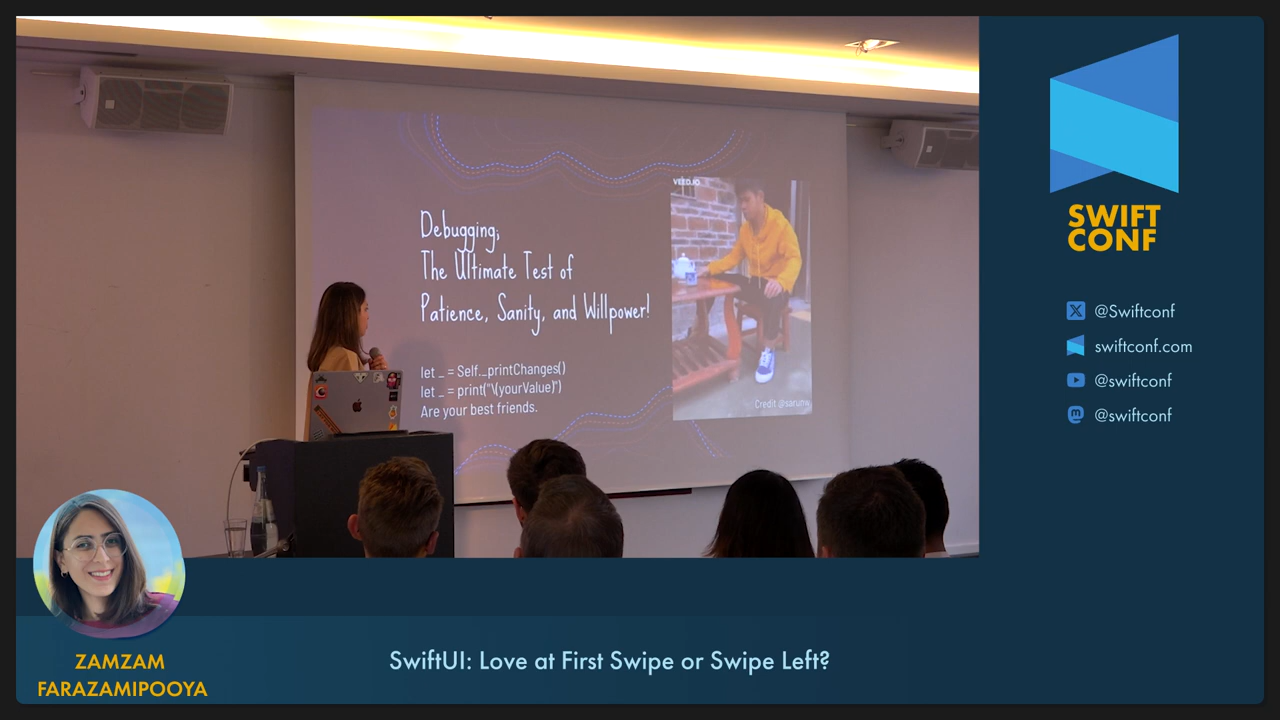 VEED.IO
Debugging;
The Ultimate Test of
Patience, Sanity, and Willpower!
let _ = Self._printChanges()
let _ = print("\(yourValue)")
Are your best friends.
Credit @sarunw
SWIFT
CONF
@Swiftconf
swiftconf.com
@swiftconf
@swiftconf
ZAMZAM
FARAZAMIPOOYA
SwiftUI: Love at First Swipe or Swipe Left?